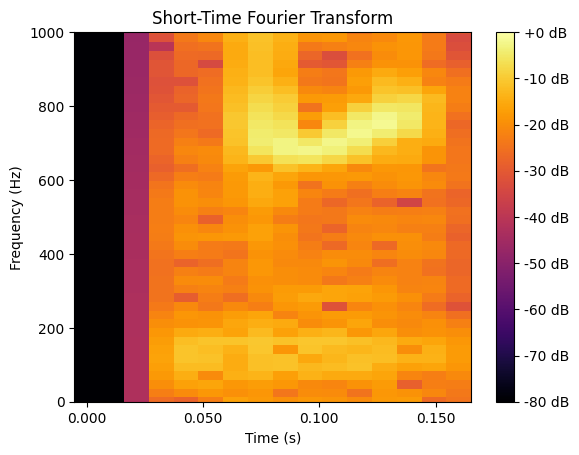 Short-Time Fourier Transform
1000
800
600
400
200
0
Frequency (Hz)
0.000
0.050
0.100
0.150
Time (s)
+0 dB
-10 dB
-20 dB
-30 dB
-40 dB
-50 dB
-60 dB
-70 dB
-80 dB